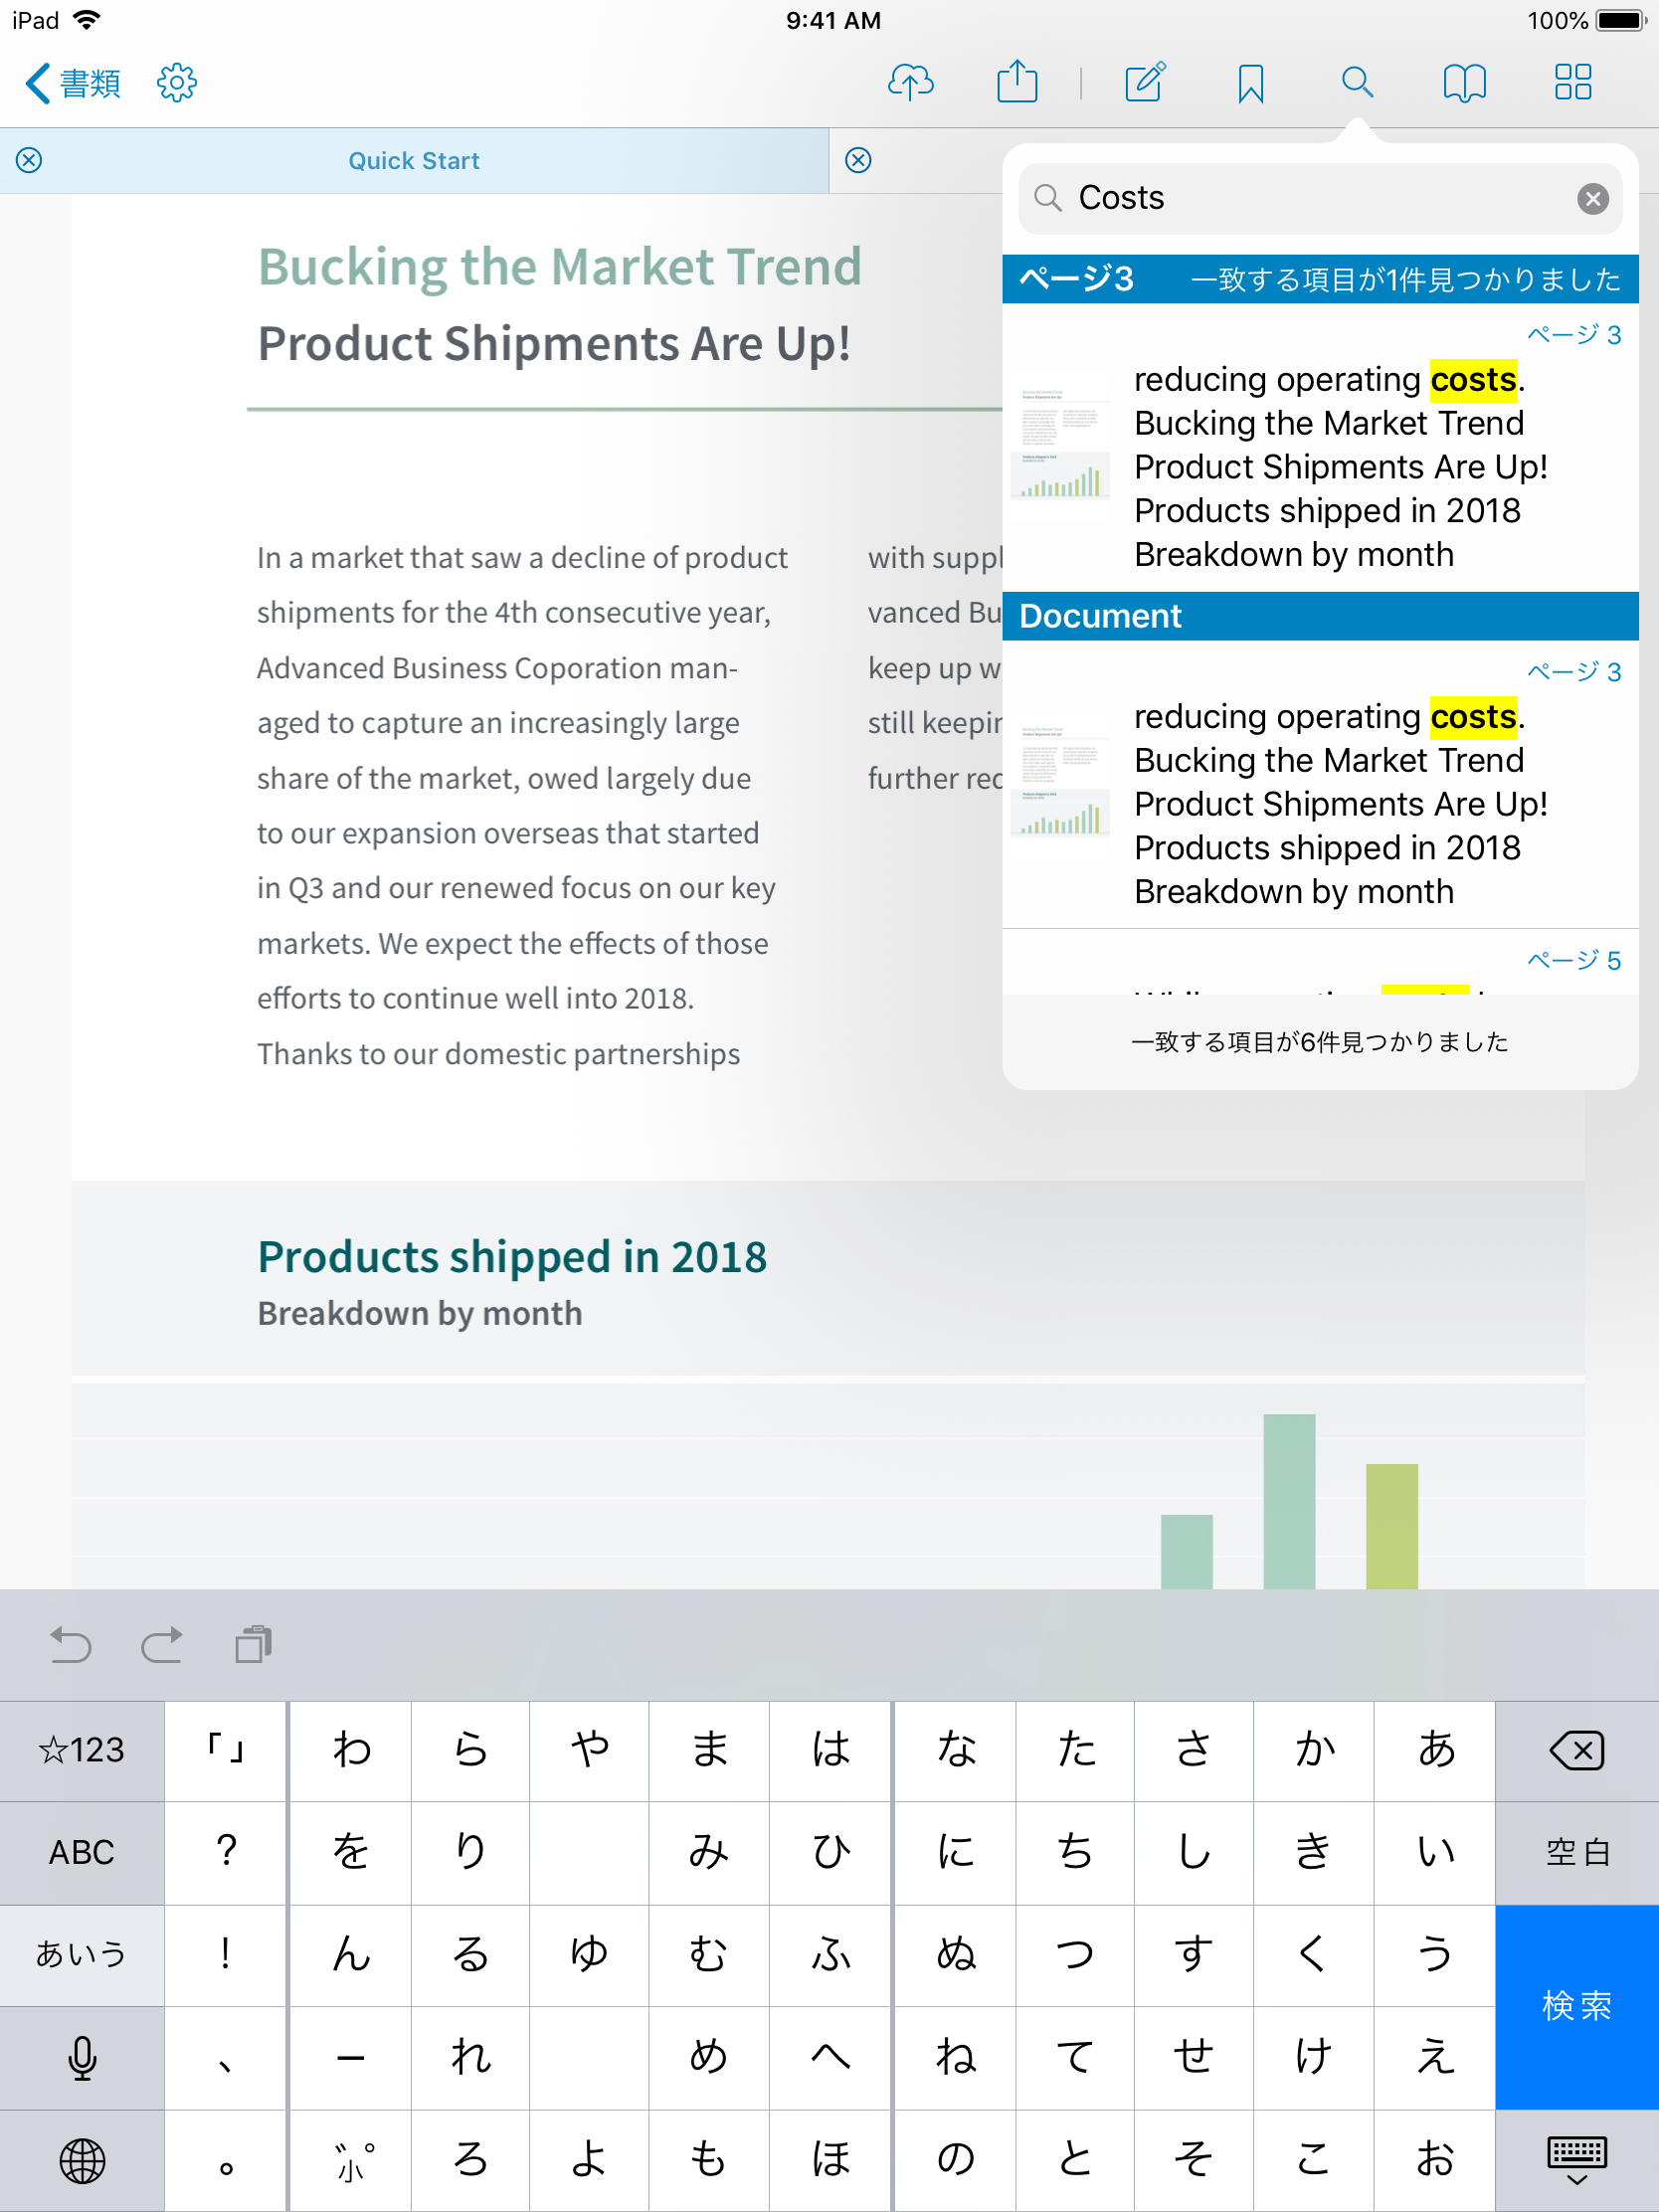 iPad
9:41 AM
100%
書類
Quick Start
Costs
ページ3 一致する項目が1件見つかりました
ページ 3
reducing operating costs.
Bucking the Market Trend
Product Shipments Are Up!
Products shipped in 2018
Breakdown by month
Document
ページ 3
reducing operating costs.
Bucking the Market Trend
Product Shipments Are Up!
Products shipped in 2018
Breakdown by month
ページ 5
一致する項目が6件見つかりました
Bucking the Market Trend
Product Shipments Are Up!
In a market that saw a decline of product
shipments for the 4th consecutive year,
Advanced Business Coporation man-
aged to capture an increasingly large
share of the market, owed largely due
to our expansion overseas that started
in Q3 and our renewed focus on our key
markets. We expect the effects of those
efforts to continue well into 2018.
Thanks to our domestic partnerships
with suppl
vanced Bu
keep up w
still keepin
further red
Products shipped in 2018
Breakdown by month
☆123 「」 わ ら や ま は な た さ か あ
ABC ? を り み ひ に ち し き い 空白
あいう ! ん る ゆ む ふ ぬ つ す く う 検索
、 ー れ め へ ね て せ け え
。 ゛゜小 ろ よ も ほ の と そ こ お